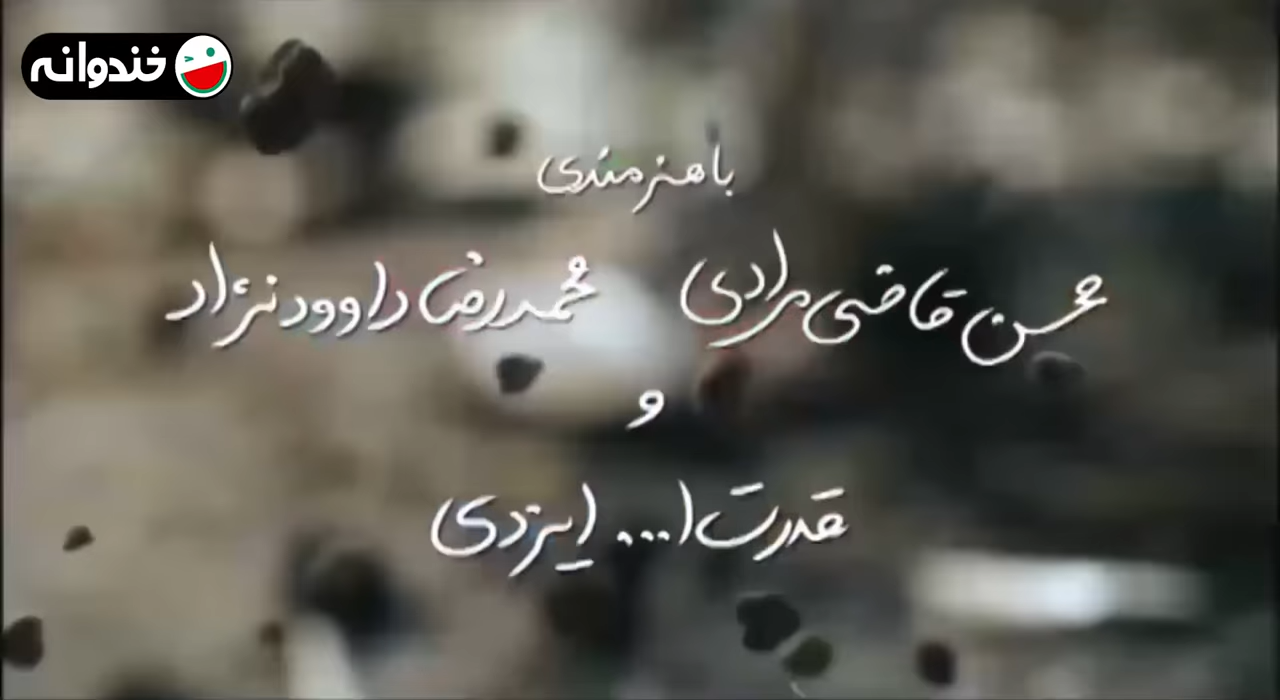 خندوانه
با هنرمندی
محسن قاضی مرادی محمدرضا داوودنژاد
و
قدرت ا... ایزدی